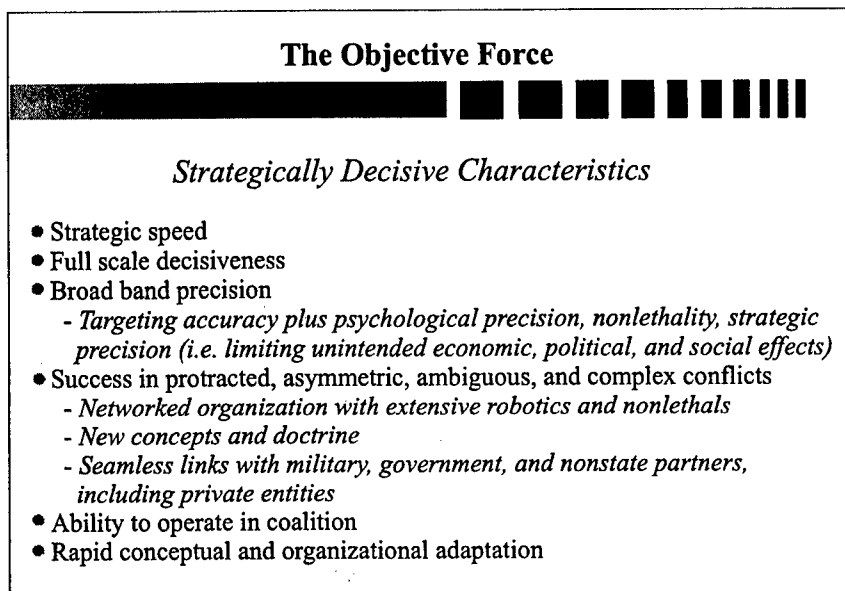 The Objective Force
Strategically Decisive Characteristics
• Strategic speed
• Full scale decisiveness
• Broad band precision
- Targeting accuracy plus psychological precision, nonlethality, strategic
precision (i.e. limiting unintended economic, political, and social effects)
• Success in protracted, asymmetric, ambiguous, and complex conflicts
- Networked organization with extensive robotics and nonlethals
- New concepts and doctrine
- Seamless links with military, government, and nonstate partners,
including private entities
• Ability to operate in coalition
• Rapid conceptual and organizational adaptation